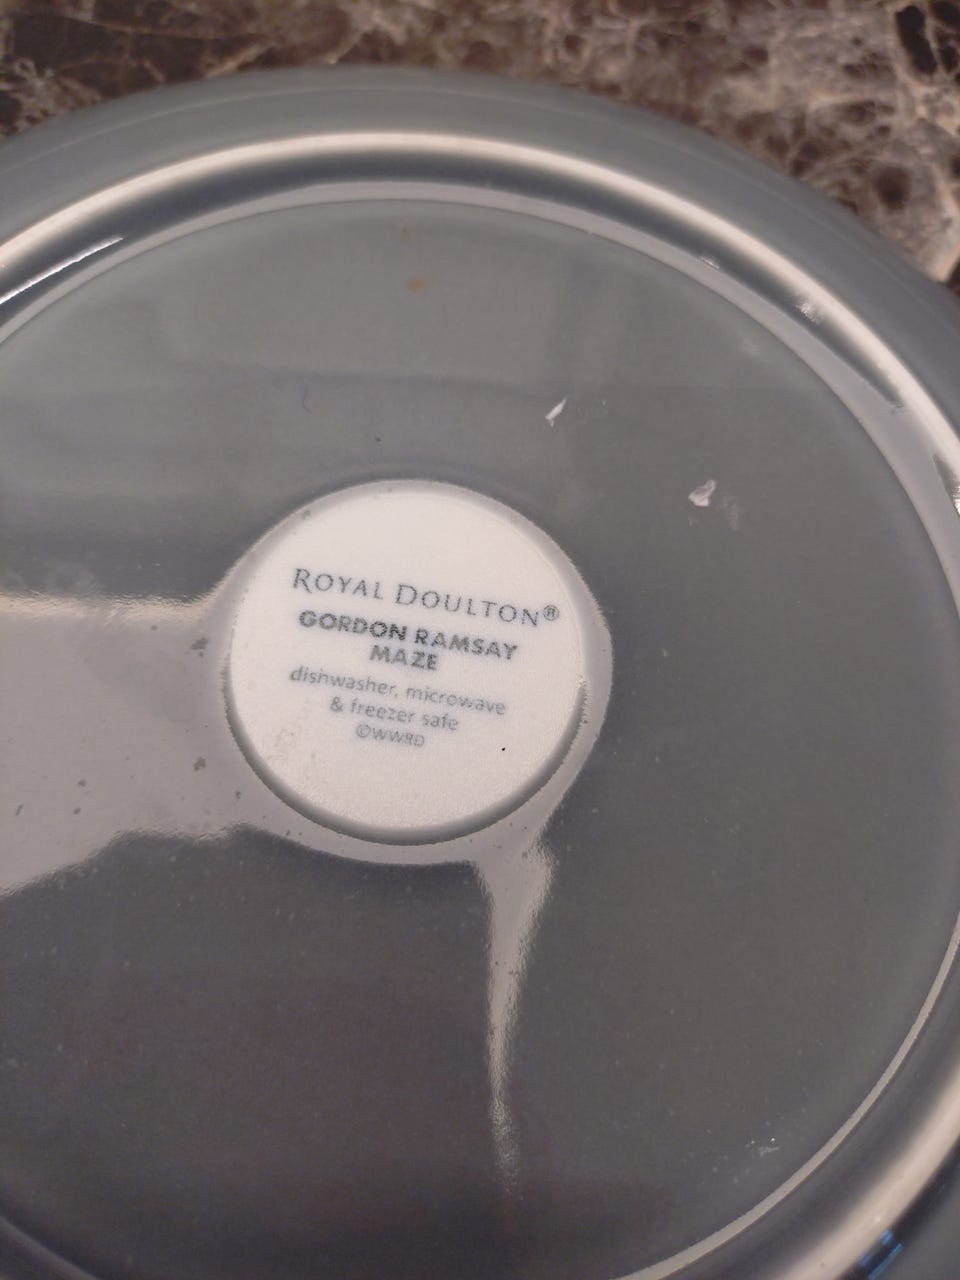 ROYAL DOULTON®
GORDON RAMSAY
MAZE
dishwasher, microwave
& freezer safe
©WWRD